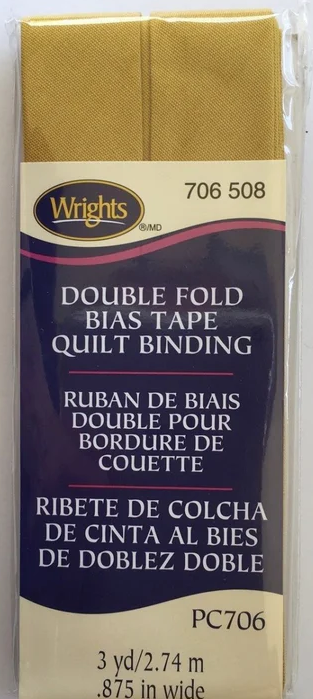 706 508
Wrights
®/MD
DOUBLE FOLD
BIAS TAPE
QUILT BINDING
RUBAN DE BIAIS
DOUBLE POUR
BORDURE DE
COUETTE
RIBETE DE COLCHA
DE CINTA AL BIES
DE DOBLEZ DOBLE
PC706
3 yd/2.74 m
.875 in wide